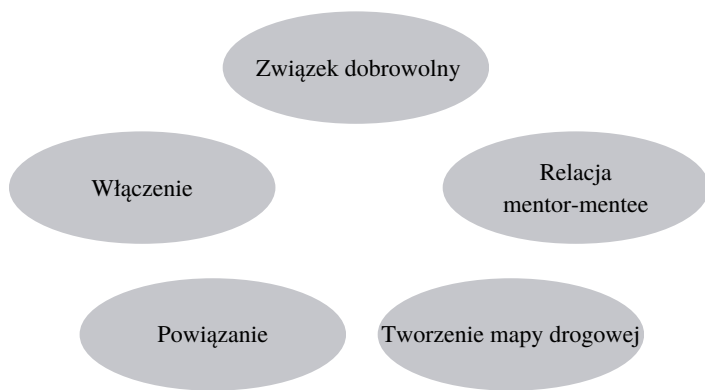 Związek dobrowolny
Włączenie
Relacja
mentor-mentee
Powiązanie
Tworzenie mapy drogowej